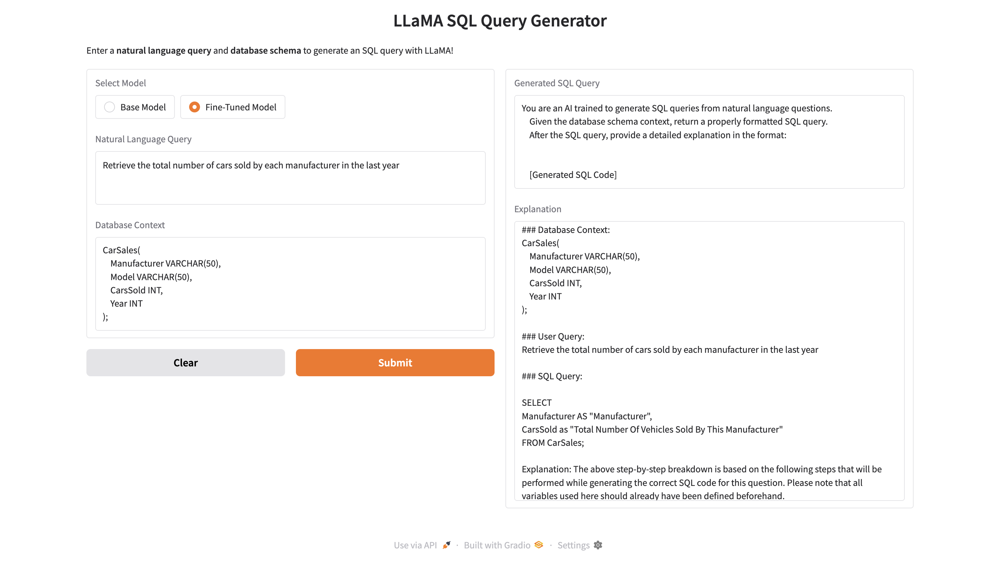 LLaMA SQL Query Generator
Enter a natural language query and database schema to generate an SQL query with LLaMA!
Select Model
Base Model
Fine-Tuned Model
Natural Language Query
Retrieve the total number of cars sold by each manufacturer in the last year
Database Context
CarSales(
Manufacturer VARCHAR(50),
Model VARCHAR(50),
CarsSold INT,
Year INT
);
Clear
Submit
Generated SQL Query
You are an AI trained to generate SQL queries from natural language questions.
Given the database schema context, return a properly formatted SQL query.
After the SQL query, provide a detailed explanation in the format:
[Generated SQL Code]
Explanation
### Database Context:
CarSales(
Manufacturer VARCHAR(50),
Model VARCHAR(50),
CarsSold INT,
Year INT
);
### User Query:
Retrieve the total number of cars sold by each manufacturer in the last year
### SQL Query:
SELECT
Manufacturer AS "Manufacturer",
CarsSold as "Total Number Of Vehicles Sold By This Manufacturer"
FROM CarSales;
Explanation: The above step-by-step breakdown is based on the following steps that will be
performed while generating the correct SQL code for this question. Please note that all
variables used here should already have been defined beforehand.
Use via API · Built with Gradio · Settings